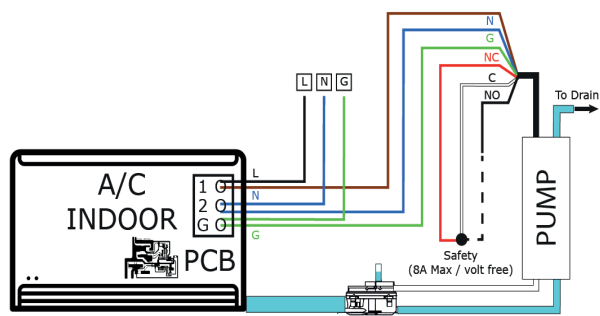 N
G
NC
C
NO
L N G
To Drain
L
A/C
INDOOR
PCB
1
2
G
N
G
PUMP
Safety
(8A Max / volt free)